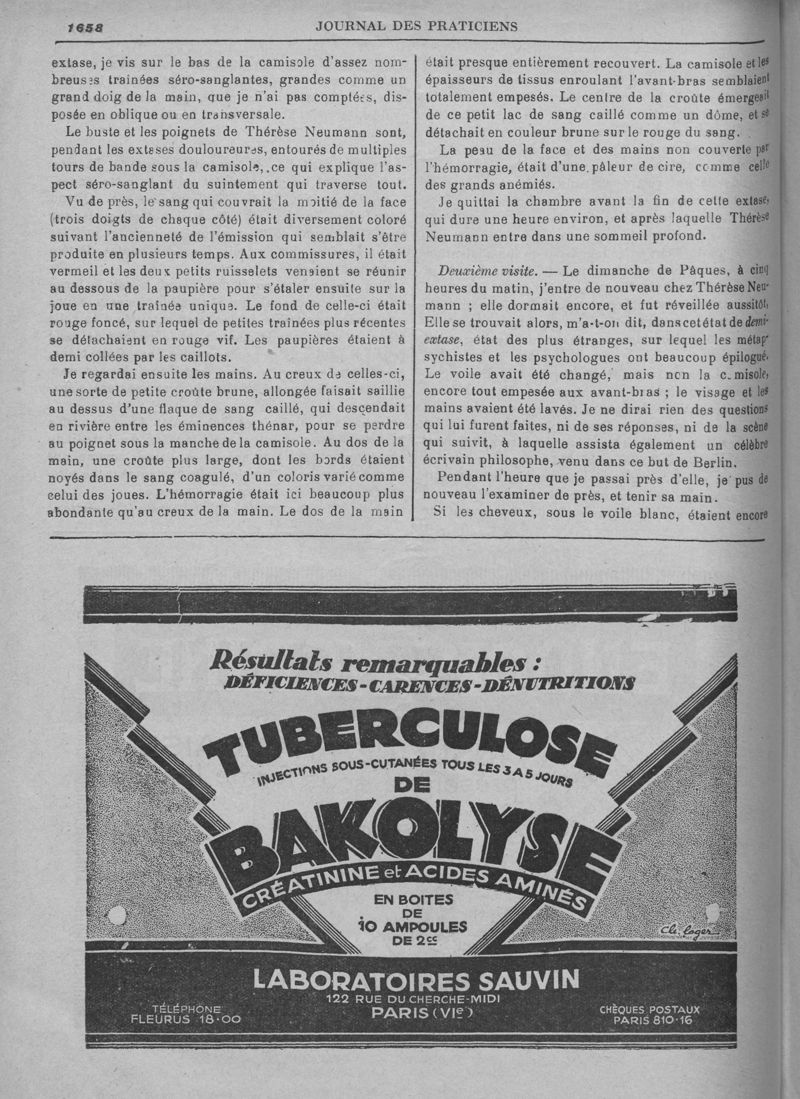 1658
JOURNAL DES PRATICIENS
extase, je vis sur le bas de la camisole d'assez nom-
breuses trainées séro-sanglantes, grandes comme un
grand doig de la main, que je n'ai pas comptées, dis-
posée en oblique ou en transversale.
Le buste et les poignets de Thérèse Neumann sont,
pendant les extases douloureuses, entourés de multiples
tours de bande sous la camisole,.ce qui explique l'as-
pect séro-sanglant du suintement qui traverse tout.
Vu de près, le sang qui couvrait la moitié de la face
(trois doigts de chaque côté) était diversement coloré
suivant l'ancienneté de l'émission qui semblait s'être
produite en plusieurs temps. Aux commissures, il était
vermeil et les deux petits ruisselets venaient se réunir
au dessous de la paupière pour s'étaler ensuite sur la
joue en une traînée unique. Le fond de celle-ci était
rouge foncé, sur lequel de petites traînées plus récentes
se détachaient en rouge vif. Les paupières étaient à
demi collées par les caillots.
Je regardai ensuite les mains. Au creux de celles-ci,
une sorte de petite croûte brune, allongée faisait saillie
au dessus d'une flaque de sang caillé, qui descendait
en rivière entre les éminences thénar, pour se perdre
au poignet sous la manche de la camisole. Au dos de la
main, une croûte plus large, dont les bords étaient
noyés dans le sang coagulé, d'un coloris varié comme
celui des joues. L'hémorragie était ici beaucoup plus
abondante qu'au creux de la main. Le dos de la main
était presque entièrement recouvert. La camisole et les
épaisseurs de tissus enroulant l'avant-bras semblaient
totalement empesés. Le centre de la croûte émergeait
de ce petit lac de sang caillé comme un dôme, et se
détachait en couleur brune sur le rouge du sang.
La peau de la face et des mains non couverte par
l'hémorragie, était d'une pâleur de cire, comme celle
des grands anémiés.
Je quittai la chambre avant la fin de cette extase,
qui dure une heure environ, et après laquelle Thérèse
Neumann entre dans une sommeil profond.
Deuxième visite. — Le dimanche de Pâques, à cinq
heures du matin, j'entre de nouveau chez Thérèse Neu-
mann ; elle dormait encore, et fut réveillée aussitôt.
Elle se trouvait alors, m'a-t-on dit, dans cet état de demi-
extase, état des plus étranges, sur lequel les métap-
sychistes et les psychologues ont beaucoup épilogué.
Le voile avait été changé, mais non la camisole,
encore tout empesée aux avant-bras ; le visage et les
mains avaient été lavés. Je ne dirai rien des questions
qui lui furent faites, ni de ses réponses, ni de la scène
qui suivit, à laquelle assista également un célèbre
écrivain philosophe, venu dans ce but de Berlin.
Pendant l'heure que je passai près d'elle, je pus de
nouveau l'examiner de près, et tenir sa main.
Si les cheveux, sous le voile blanc, étaient encore
Résultats remarquables :
DÉFICIENCES - CARENCES - DÉNUTRITIONS
TUBERCULOSE
INJECTIONS SOUS-CUTANÉES TOUS LES 3 A 5 JOURS
DE
BAKOLYSE
CRÉATININE et ACIDES AMINÉS
EN BOITES
DE
10 AMPOULES
DE 2cc
Ch. Lager
LABORATOIRES SAUVIN
122 RUE DU CHERCHE-MIDI
PARIS (VIe)
TÉLÉPHONE
FLEURUS 18-00
CHÈQUES POSTAUX
PARIS 810-16